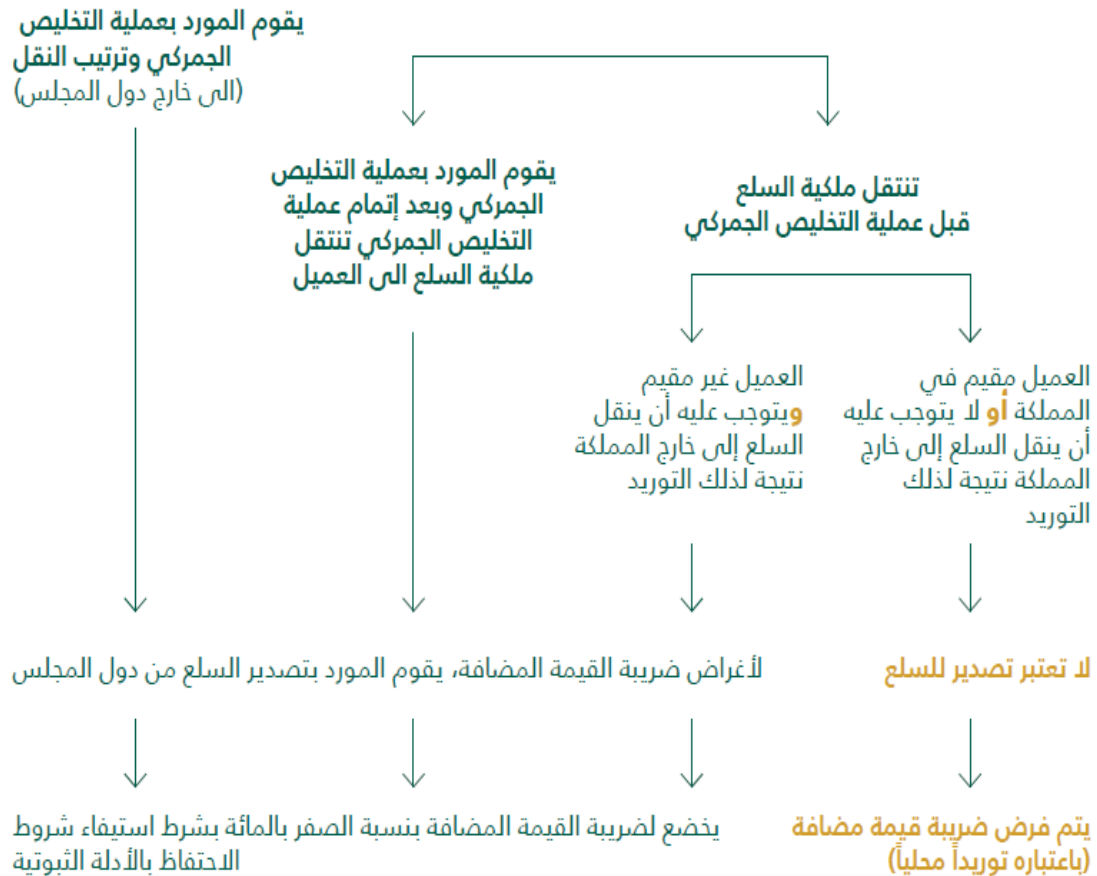 يقوم المورد بعملية التخليص
الجمركي وترتيب النقل
(الى خارج دول المجلس)
يقوم المورد بعملية التخليص
الجمركي وبعد إتمام عملية
التخليص الجمركي تنتقل
ملكية السلع الى العميل
تنتقل ملكية السلع
قبل عملية التخليص الجمركي
العميل مقيم في
المملكة أو لا يتوجب عليه
أن ينقل السلع إلى خارج
المملكة نتيجة لذلك
التوريد
العميل غير مقيم
ويتوجب عليه أن ينقل
السلع إلى خارج المملكة
نتيجة لذلك التوريد
لا تعتبر تصدير للسلع
لأغراض ضريبة القيمة المضافة، يقوم المورد بتصدير السلع من دول المجلس
يتم فرض ضريبة قيمة مضافة
(باعتباره توريداً محلياً)
يخضع لضريبة القيمة المضافة بنسبة الصفر بالمائة بشرط استيفاء شروط
الاحتفاظ بالأدلة الثبوتية